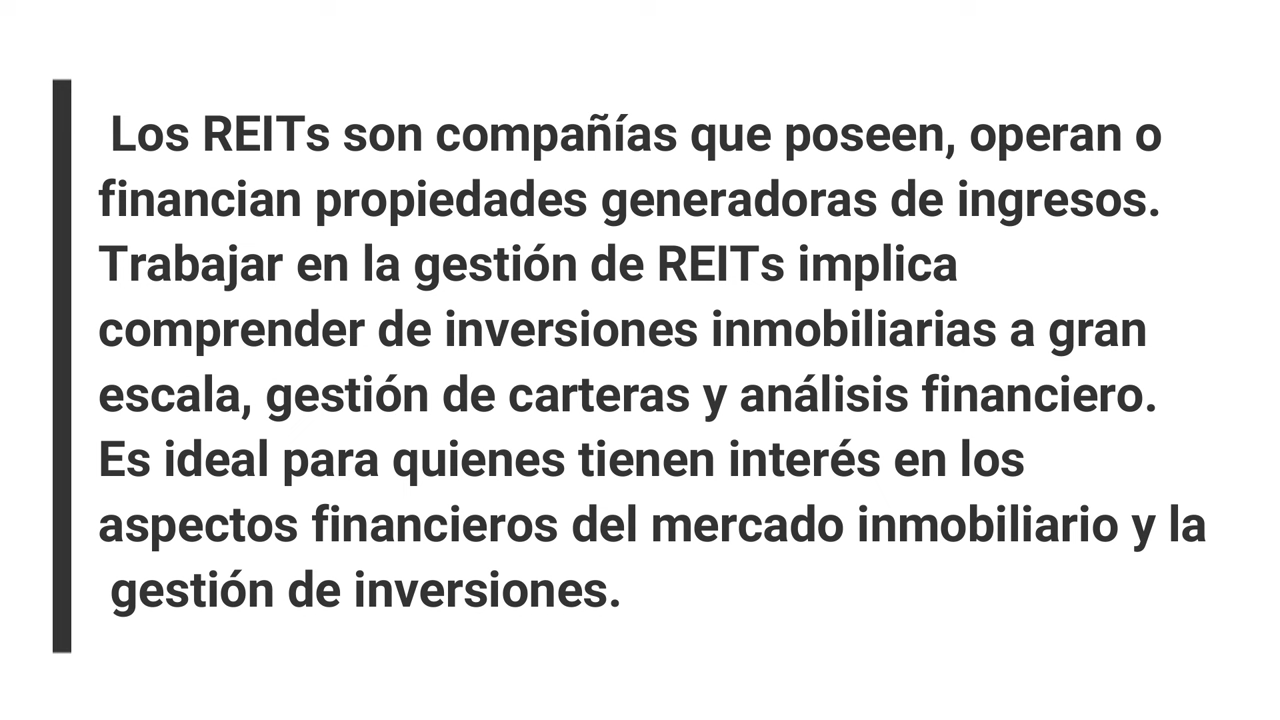 Los REITs son compañías que poseen, operan o
financian propiedades generadoras de ingresos.
Trabajar en la gestión de REITs implica
comprender de inversiones inmobiliarias a gran
escala, gestión de carteras y análisis financiero.
Es ideal para quienes tienen interés en los
aspectos financieros del mercado inmobiliario y la
gestión de inversiones.